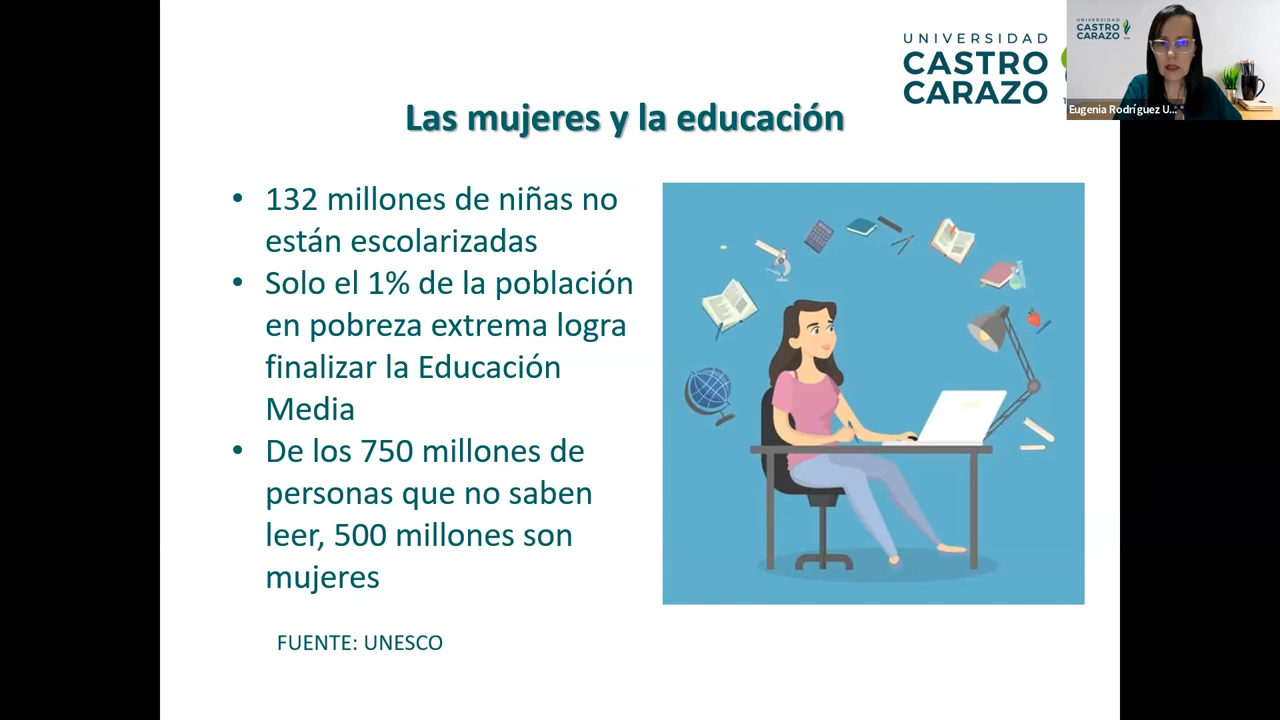 UNIVERSIDAD
CASTRO
CARAZO
UNIVERSIDAD
CASTRO
CARAZO
Eugenia Rodríguez U...
Las mujeres y la educación
• 132 millones de niñas no
están escolarizadas
• Solo el 1% de la población
en pobreza extrema logra
finalizar la Educación
Media
• De los 750 millones de
personas que no saben
leer, 500 millones son
mujeres
FUENTE: UNESCO